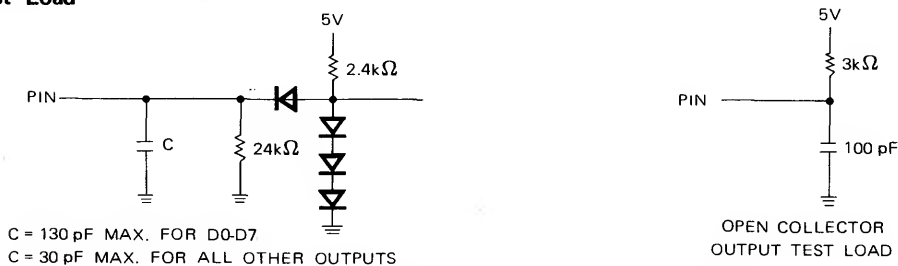 Load
5V
2.4kΩ
PIN
C
24kΩ
C = 130 pF MAX. FOR D0-D7
C = 30 pF MAX. FOR ALL OTHER OUTPUTS
5V
3kΩ
PIN
100 pF
OPEN COLLECTOR
OUTPUT TEST LOAD